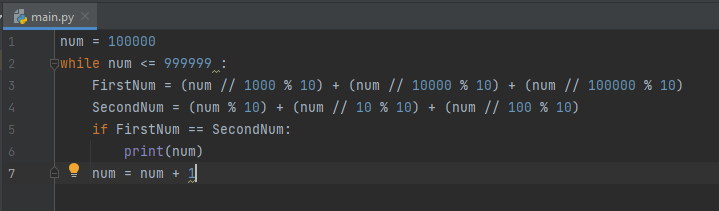 main.py
1 num = 100000
2 while num <= 999999 :
3 FirstNum = (num // 1000 % 10) + (num // 10000 % 10) + (num // 100000 % 10)
4 SecondNum = (num % 10) + (num // 10 % 10) + (num // 100 % 10)
5 if FirstNum == SecondNum:
6 print(num)
7 num = num + 1